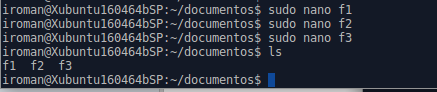 iroman@Xubuntu160464bSP:~/documentos$ sudo nano f1
iroman@Xubuntu160464bSP:~/documentos$ sudo nano f2
iroman@Xubuntu160464bSP:~/documentos$ sudo nano f3
iroman@Xubuntu160464bSP:~/documentos$ ls
f1  f2  f3
iroman@Xubuntu160464bSP:~/documentos$